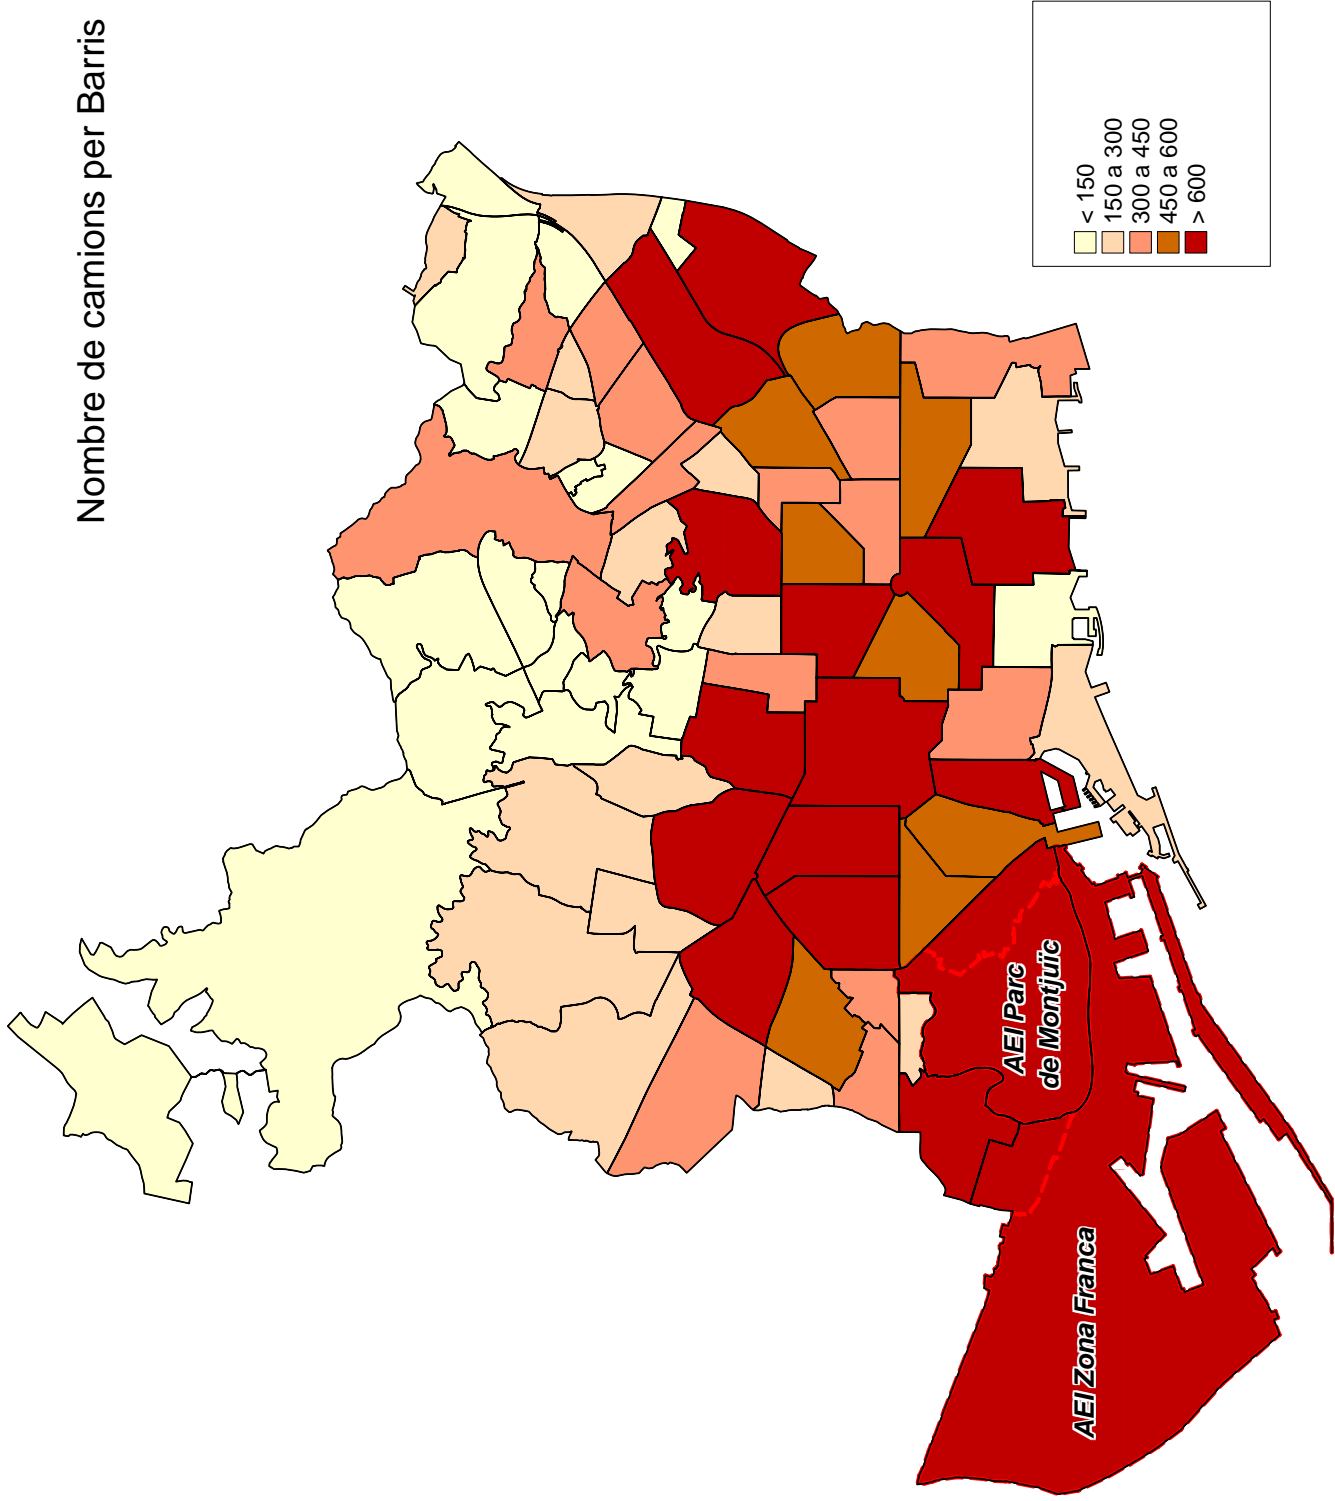 Nombre de camions per Barris
< 150
150 a 300
300 a 450
450 a 600
> 600
AEI Parc
de Montjuïc
AEI Zona Franca